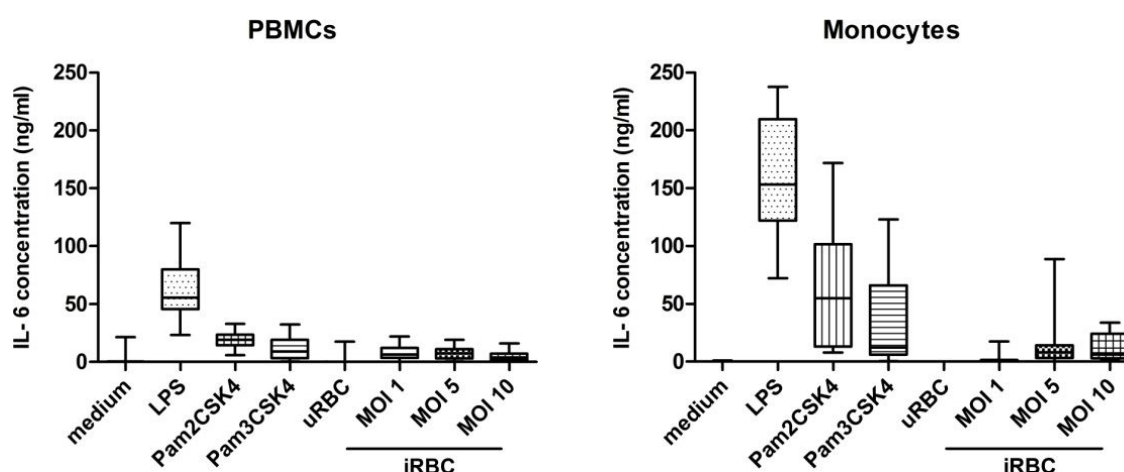 PBMCs
IL- 6 concentration (ng/ml)
250
200
150
100
50
0
medium
LPS
Pam2CSK4
Pam3CSK4
uRBC
MOI 1
MOI 5
MOI 10
iRBC
Monocytes
IL- 6 concentration (ng/ml)
250
200
150
100
50
0
medium
LPS
Pam2CSK4
Pam3CSK4
uRBC
MOI 1
MOI 5
MOI 10
iRBC